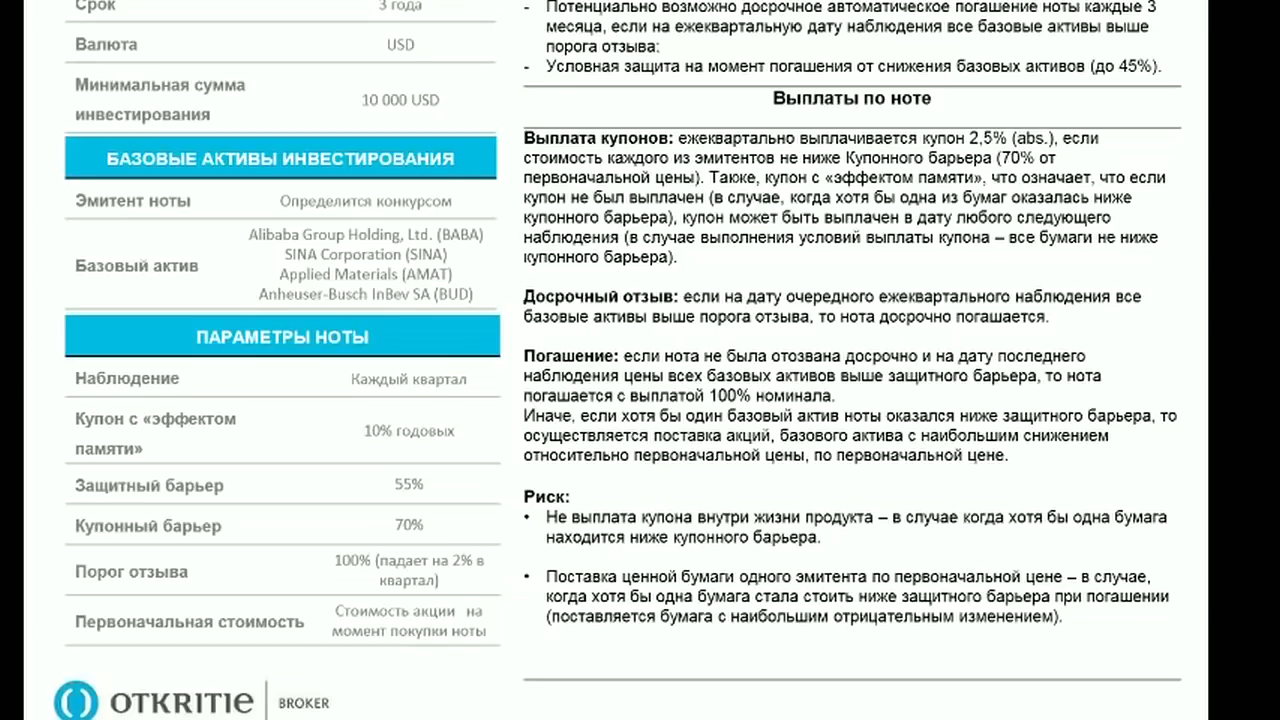 Срок 3 года
Валюта USD
Минимальная сумма
инвестирования
10 000 USD
БАЗОВЫЕ АКТИВЫ ИНВЕСТИРОВАНИЯ
Эмитент ноты Определится конкурсом
Базовый актив
Alibaba Group Holding, Ltd. (BABA)
SINA Corporation (SINA)
Applied Materials (AMAT)
Anheuser-Busch InBev SA (BUD)
ПАРАМЕТРЫ НОТЫ
Наблюдение Каждый квартал
Купон с «эффектом
памяти»
10% годовых
Защитный барьер 55%
Купонный барьер 70%
Порог отзыва
100% (падает на 2% в
квартал)
Первоначальная стоимость
Стоимость акции на
момент покупки ноты
OTKRITIE BROKER
- Потенциально возможно досрочное автоматическое погашение ноты каждые 3
месяца, если на ежеквартальную дату наблюдения все базовые активы выше
порога отзыва;
- Условная защита на момент погашения от снижения базовых активов (до 45%).
Выплаты по ноте
Выплата купонов: ежеквартально выплачивается купон 2,5% (abs.), если
стоимость каждого из эмитентов не ниже Купонного барьера (70% от
первоначальной цены). Также, купон с «эффектом памяти», что означает, что если
купон не был выплачен (в случае, когда хотя бы одна из бумаг оказалась ниже
купонного барьера), купон может быть выплачен в дату любого следующего
наблюдения (в случае выполнения условий выплаты купона – все бумаги не ниже
купонного барьера).
Досрочный отзыв: если на дату очередного ежеквартального наблюдения все
базовые активы выше порога отзыва, то нота досрочно погашается.
Погашение: если нота не была отозвана досрочно и на дату последнего
наблюдения цены всех базовых активов выше защитного барьера, то нота
погашается с выплатой 100% номинала.
Иначе, если хотя бы один базовый актив ноты оказался ниже защитного барьера, то
осуществляется поставка акций, базового актива с наибольшим снижением
относительно первоначальной цены, по первоначальной цене.
Риск:
• Не выплата купона внутри жизни продукта – в случае когда хотя бы одна бумага
находится ниже купонного барьера.
• Поставка ценной бумаги одного эмитента по первоначальной цене – в случае,
когда хотя бы одна бумага стала стоить ниже защитного барьера при погашении
(поставляется бумага с наибольшим отрицательным изменением).